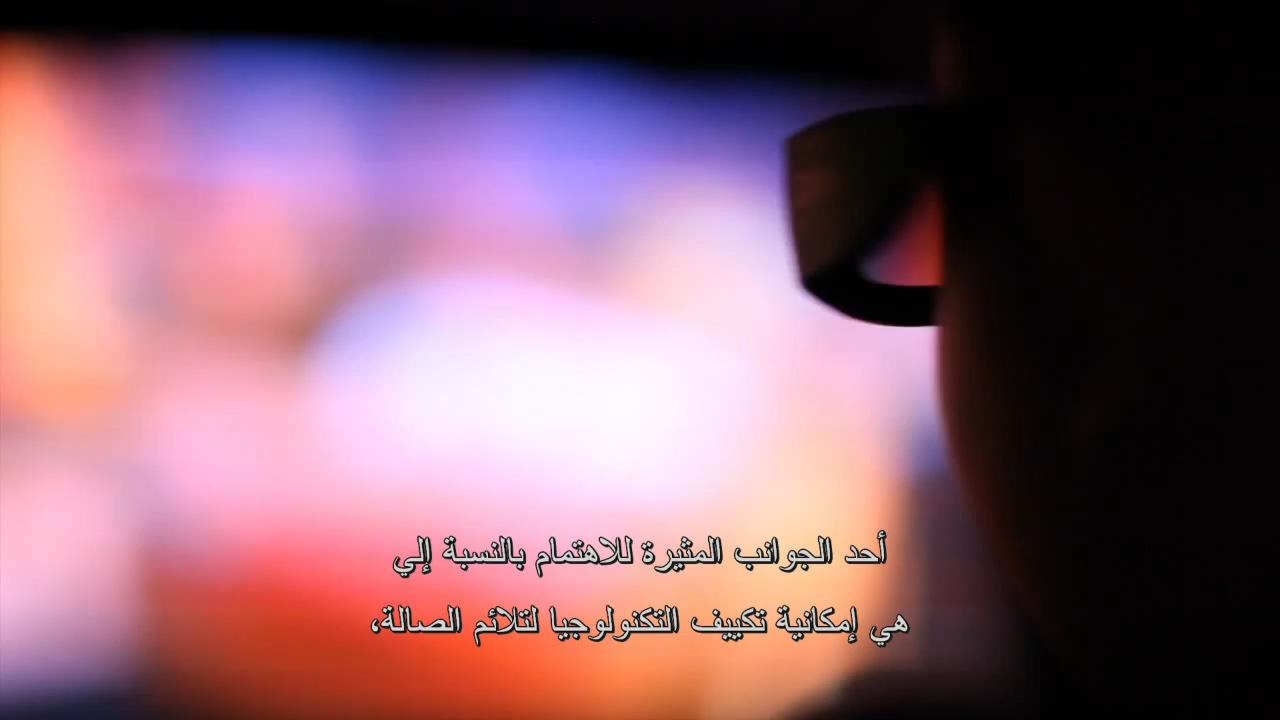 أحد الجوانب المثيرة للاهتمام بالنسبة إلي
هي إمكانية تكييف التكنولوجيا لتلائم الصالة،